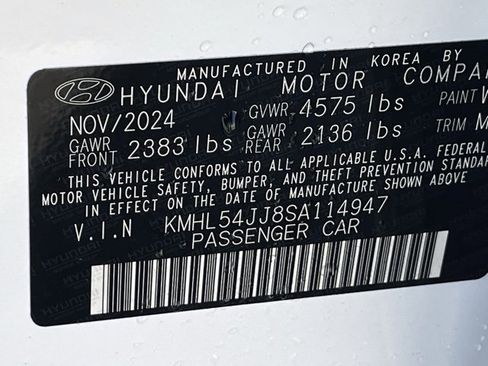 MANUFACTURED IN KOREA BY
HYUNDAI MOTOR COMPA
NOV/2024 GVWR 4575 lbs PAINT W
GAWR FRONT 2383 lbs GAWR REAR 2136 lbs TRIM M
THIS VEHICLE CONFORMS TO ALL APPLICABLE U.S.A. FEDERAL
MOTOR VEHICLE SAFETY, BUMPER, AND THEFT PREVENTION STANDAR
IN EFFECT ON THE DATE OF MANUFACTURE SHOWN ABOVE
V.I.N KMHL54JJ8SA114947
PASSENGER CAR